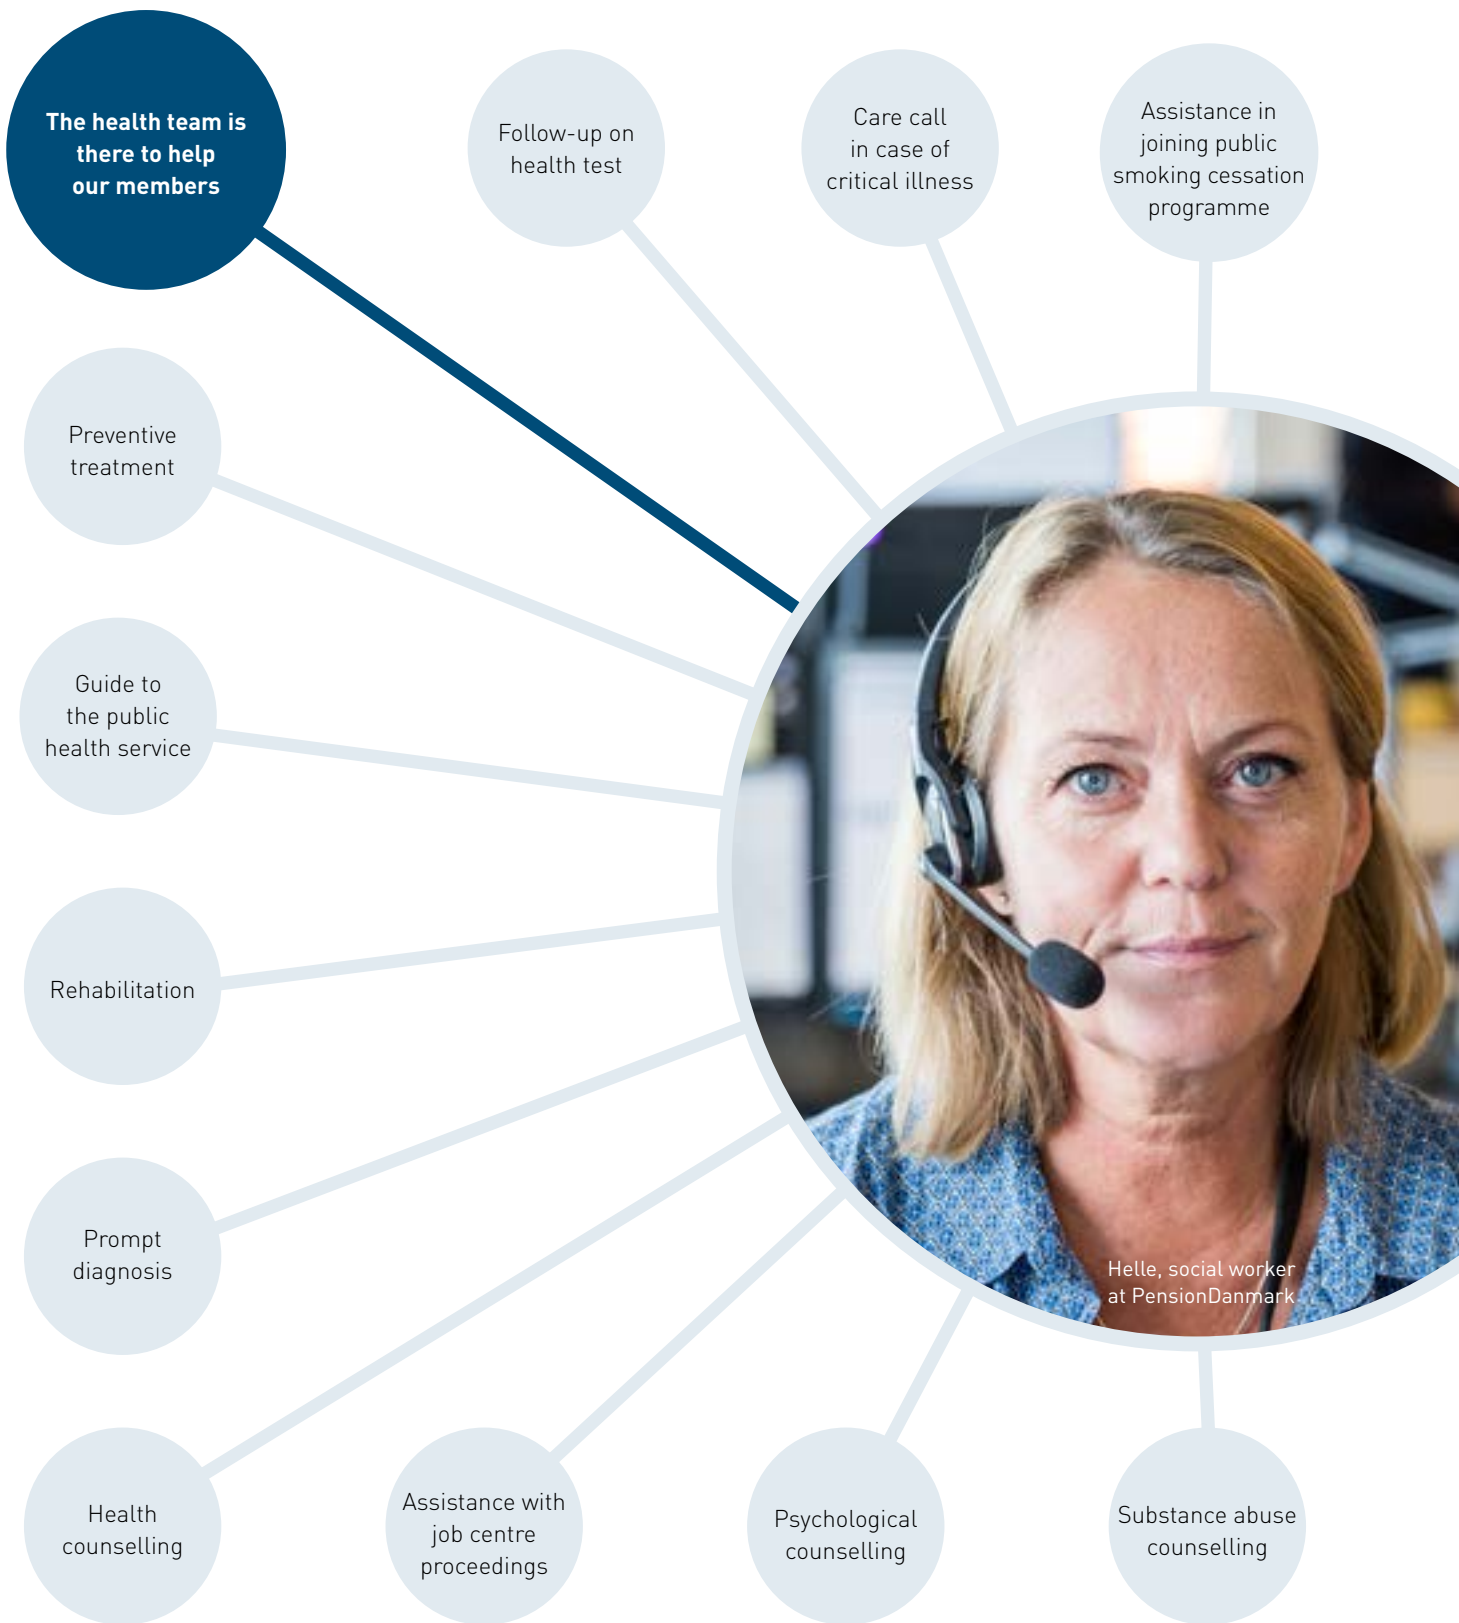 The health team is
there to help
our members
Follow-up on
health test
Care call
in case of
critical illness
Assistance in
joining public
smoking cessation
programme
Preventive
treatment
Guide to
the public
health service
Rehabilitation
Prompt
diagnosis
Health
counselling
Assistance with
job centre
proceedings
Psychological
counselling
Substance abuse
counselling
Helle, social worker
at PensionDanmark